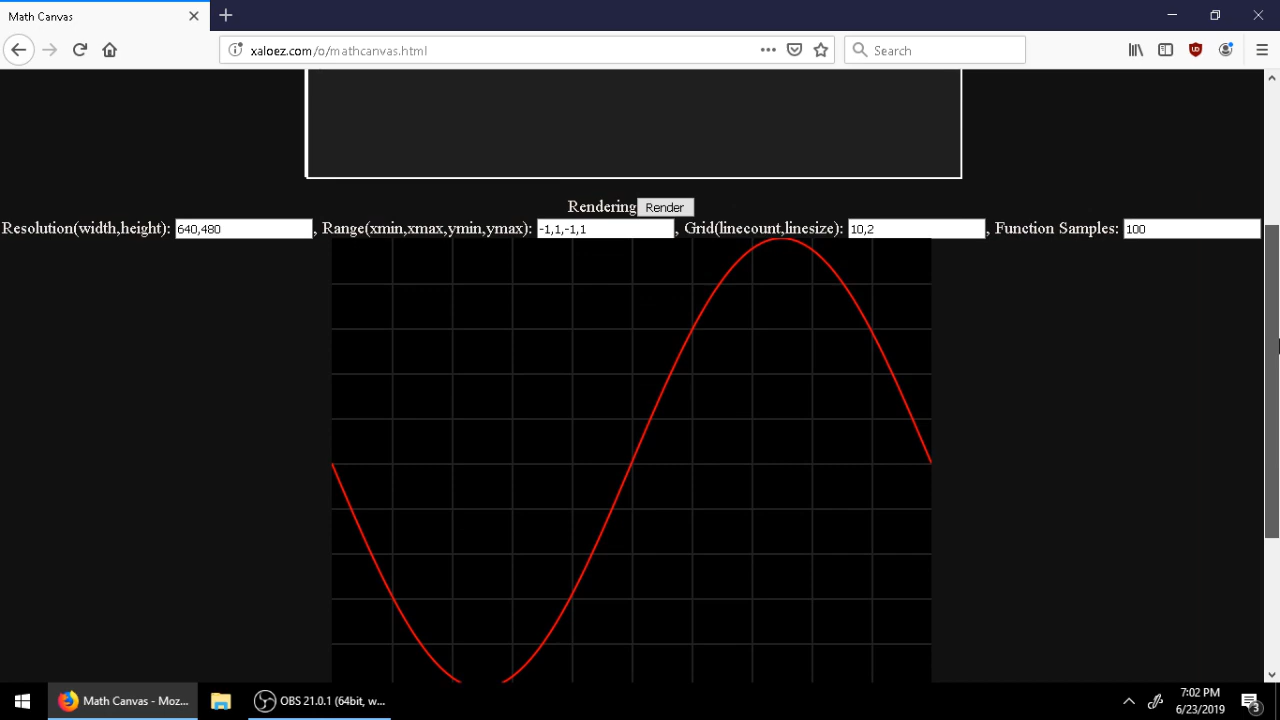 Math Canvas
xaloez.com/o/mathcanvas.html
Search
Rendering Render
Resolution(width,height): 640,480 , Range(xmin,xmax,ymin,ymax): -1,1,-1,1 , Grid(linecount,linesize): 10,2 , Function Samples: 100
Math Canvas - Moz...
OBS 21.0.1 (64bit, w...
7:02 PM
6/23/2019
3